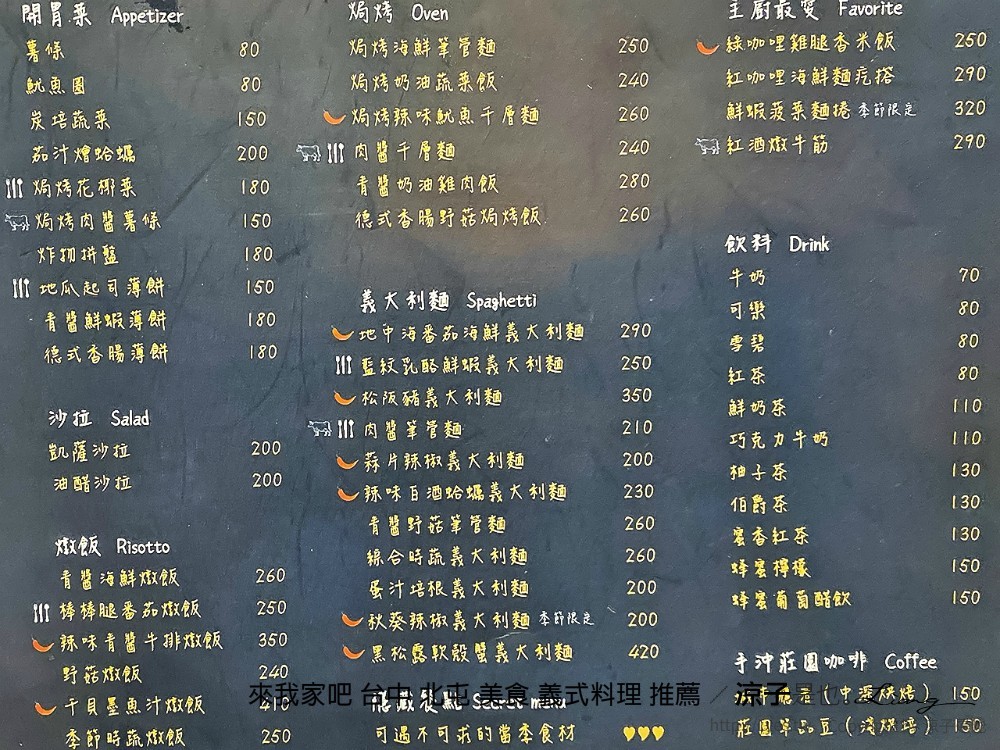 開胃菜 Appetizer
薯條 80
魷魚圈 80
炭培蔬菜 150
茄汁燴蛤蠣 200
焗烤花椰菜 180
焗烤肉醬薯條 150
炸物拼盤 180
地瓜起司薄餅 150
青醬鮮蝦薄餅 180
德式香腸薄餅 180
沙拉 Salad
凱薩沙拉 200
油醋沙拉 200
燉飯 Risotto
青醬海鮮燉飯 260
棒棒腿番茄燉飯 250
辣味青醬牛排燉飯 350
野菇燉飯 240
干貝墨魚汁燉飯 410
季節時蔬燉飯 250
焗烤 Oven
焗烤海鮮筆管麵 250
焗烤奶油蔬菜飯 240
焗烤辣味魷魚千層麵 260
肉醬千層麵 240
青醬奶油雞肉飯 280
德式香腸野菇焗烤飯 260
義大利麵 Spaghetti
地中海番茄海鮮義大利麵 290
藍紋乳酪鮮蝦義大利麵 250
松阪豬義大利麵 350
肉醬筆管麵 210
蒜片辣椒義大利麵 200
辣味白酒蛤蠣義大利麵 230
青醬野菇筆管麵 260
綜合時蔬義大利麵 260
蛋汁培根義大利麵 200
秋葵辣椒義大利麵 季節限定 200
黑松露軟殼蟹義大利麵 420
隱藏菜單 Secret menu
可遇不可求的當季食材
主廚最愛 Favorite
綠咖哩雞腿香米飯 250
紅咖哩海鮮麵疙瘩 290
鮮蝦菠菜麵捲 季節限定 320
紅酒燉牛筋 290
飲料 Drink
牛奶 70
可樂 80
雪碧 80
紅茶 80
鮮奶茶 110
巧克力牛奶 110
柚子茶 130
伯爵茶 130
蜜香紅茶 130
蜂蜜檸檬 150
蜂蜜葡萄醋飲 150
手沖莊園咖啡 Coffee
(中深烘焙) 150
莊園單品豆 (淺烘培) 150
來我家吧 台中 北屯 美食 義式料理 推薦 / 涼子是也